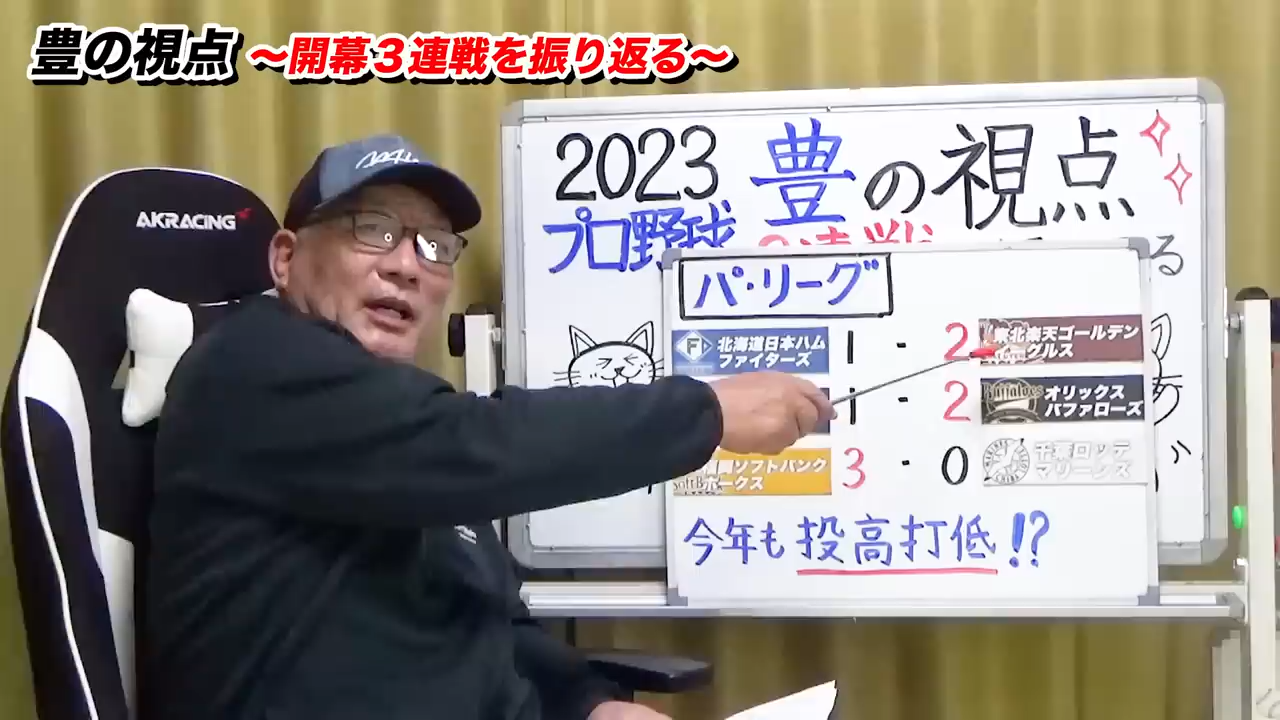 豊の視点 〜開幕3連戦を振り返る〜
AKRACING
2023 豊の視点
プロ野球
る
パ・リーグ
北海道日本ハム
ファイターズ
1 - 2
東北楽天ゴールデン
イーグルス
1 - 2
Buffaloes
オリックス
バファローズ
福岡ソフトバンク
ホークス
3 - 0
千葉ロッテ
マリーンズ
今年も投高打低!?